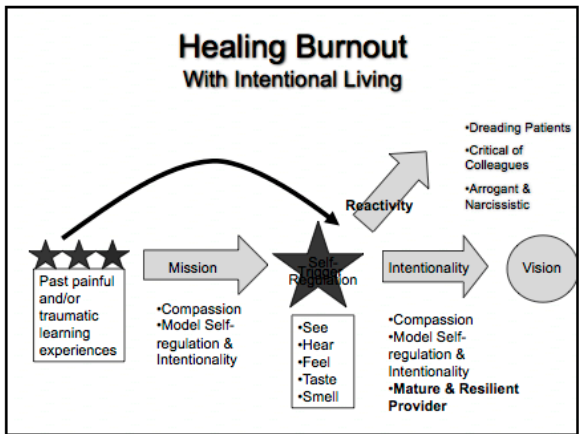 Healing Burnout
With Intentional Living
•Dreading Patients
•Critical of
Colleagues
•Arrogant &
Narcissistic
Reactivity
Past painful
and/or
traumatic
learning
experiences
Mission
•Compassion
•Model Self-
regulation &
Intentionality
Self-
Trigger
Regulation
•See
•Hear
•Feel
•Taste
•Smell
Intentionality
•Compassion
•Model Self-
regulation &
Intentionality
•Mature & Resilient
Provider
Vision